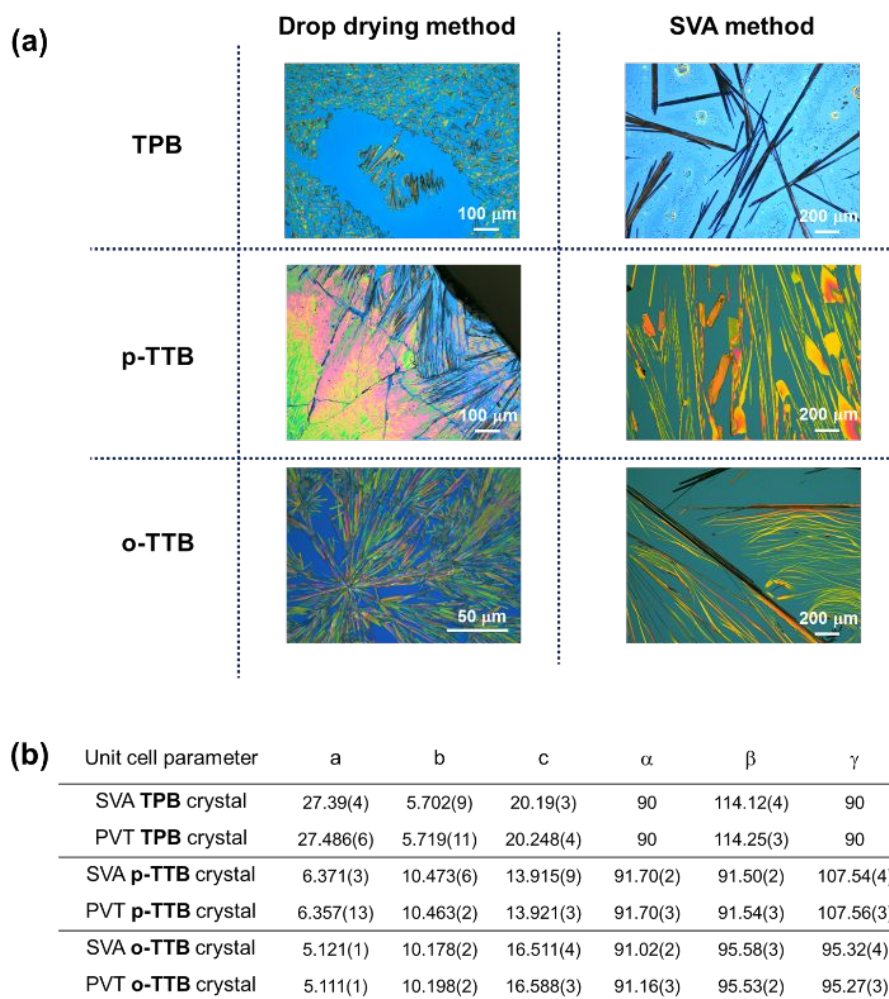 (a)
Drop drying method SVA method
TPB
100 μm
200 μm
p-TTB
100 μm
200 μm
o-TTB
50 μm
200 μm
(b) Unit cell parameter a b c α β γ
SVA TPB crystal 27.39(4) 5.702(9) 20.19(3) 90 114.12(4) 90
PVT TPB crystal 27.486(6) 5.719(11) 20.248(4) 90 114.25(3) 90
SVA p-TTB crystal 6.371(3) 10.473(6) 13.915(9) 91.70(2) 91.50(2) 107.54(4)
PVT p-TTB crystal 6.357(13) 10.463(2) 13.921(3) 91.70(3) 91.54(3) 107.56(3)
SVA o-TTB crystal 5.121(1) 10.178(2) 16.511(4) 91.02(2) 95.58(3) 95.32(4)
PVT o-TTB crystal 5.111(1) 10.198(2) 16.588(3) 91.16(3) 95.53(2) 95.27(3)